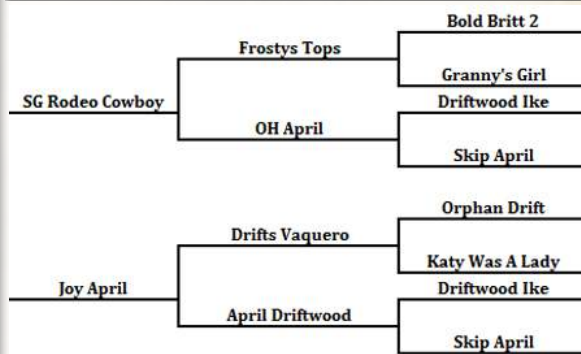 Bold Britt 2
Frostys Tops
Granny's Girl
SG Rodeo Cowboy
Driftwood Ike
OH April
Skip April
Orphan Drift
Drifts Vaquero
Katy Was A Lady
Joy April
Driftwood Ike
April Driftwood
Skip April